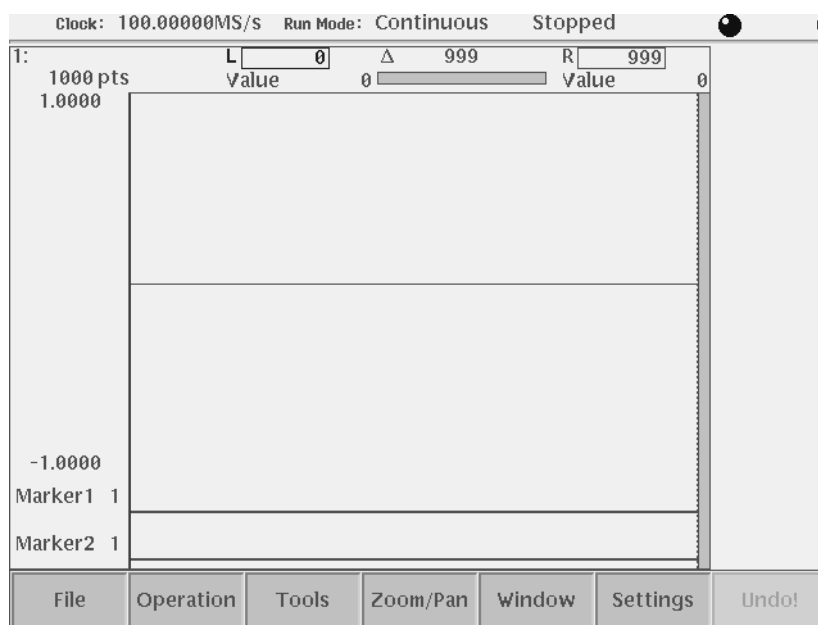 Clock: 100.00000MS/s Run Mode: Continuous Stopped
1: L 0 Δ 999 R 999
1000 pts Value 0 Value 0
1.0000
-1.0000
Marker1 1
Marker2 1
File Operation Tools Zoom/Pan Window Settings Undo!